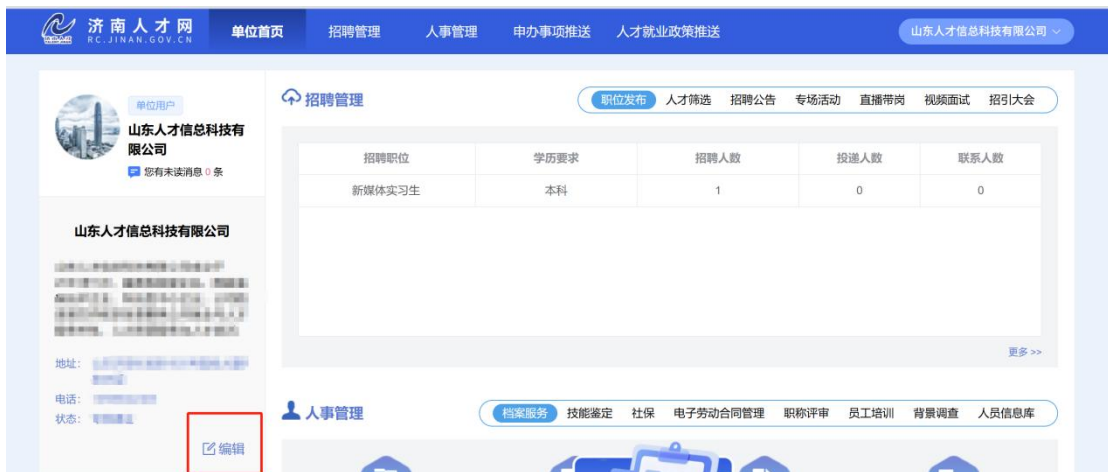 济南人才网
RC.JINAN.GOV.CN
单位首页 招聘管理 人事管理 申办事项推送 人才就业政策推送
山东人才信总科技有限公司
单位用户
山东人才信总科技有
限公司
您有未读消息 0 条
山东人才信总科技有限公司
地址：
电话：
状态：
编辑
招聘管理
职位发布 人才筛选 招聘公告 专场活动 直播带岗 视频面试 招引大会
招聘职位 学历要求 招聘人数 投递人数 联系人数
新媒体实习生 本科 1 0 0
更多 >>
人事管理
档案服务 技能鉴定 社保 电子劳动合同管理 职称评审 员工培训 背景调查 人员信息库